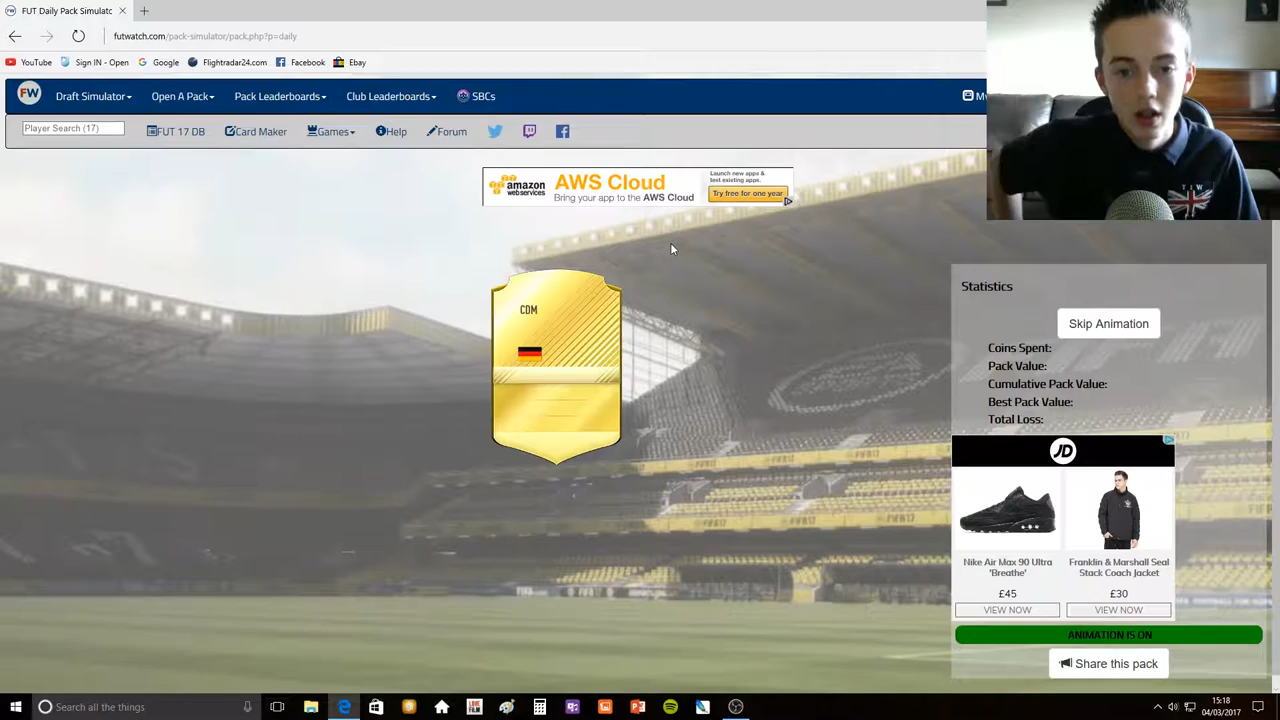 FUT Daily Pack Simulato
futwatch.com/pack-simulator/pack.php?p=daily
YouTube Sign IN - Open Google Flightradar24.com Facebook Ebay
FW Draft Simulator Open A Pack Pack Leaderboards Club Leaderboards SBCs My
Player Search (17) FUT 17 DB Card Maker Games Help Forum
amazon web services AWS Cloud
Bring your app to the AWS Cloud
Launch new apps &
test existing apps.
Try free for one year
TIW
CDM
Statistics
Skip Animation
Coins Spent:
Pack Value:
Cumulative Pack Value:
Best Pack Value:
Total Loss:
JD
Nike Air Max 90 Ultra
'Breathe'
£45
VIEW NOW
Franklin & Marshall Seal
Stack Coach Jacket
£30
VIEW NOW
ANIMATION IS ON
Share this pack
Search all the things.
15:18
04/03/2017